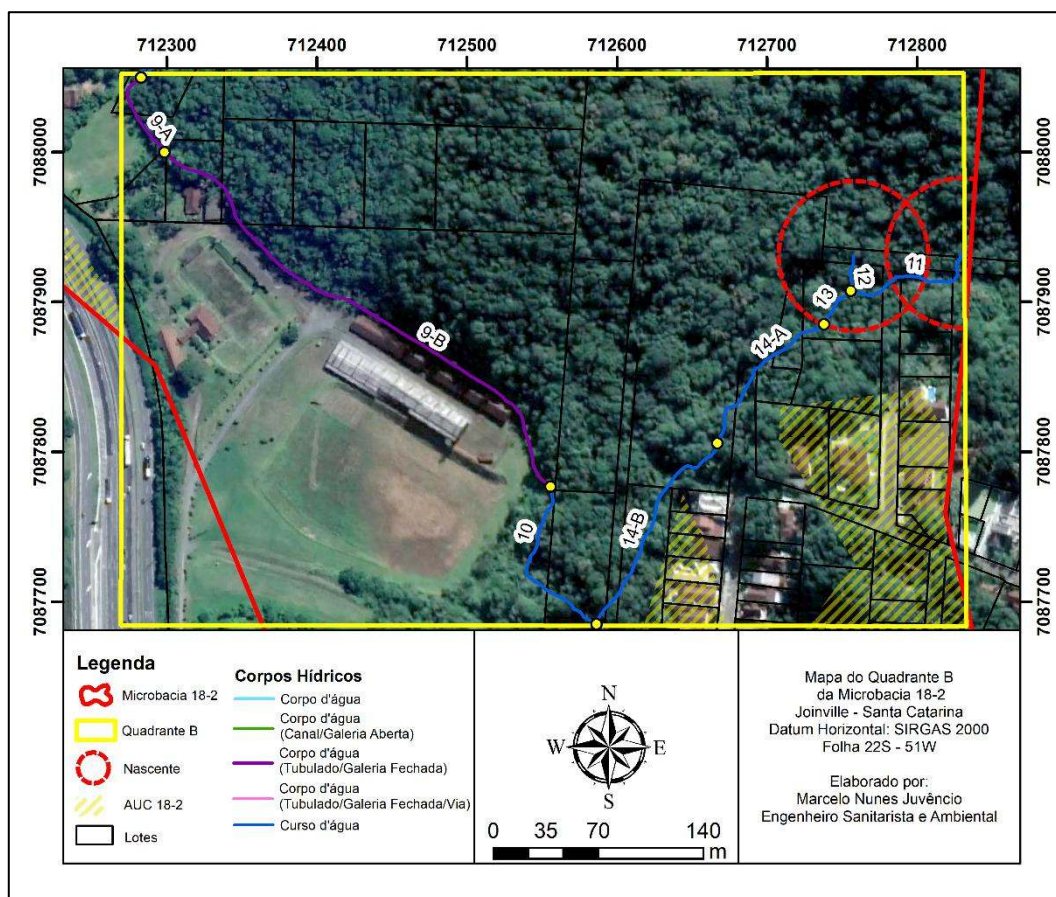 712300 712400 712500 712600 712700 712800
7088000
7087900
7087800
7087700
7088000
7087900
7087800
7087700
9-A
9-B
10
11
12
13
14-A
14-B
Legenda
Microbacia 18-2
Quadrante B
Nascente
AUC 18-2
Lotes
Corpos Hídricos
Corpo d'água
Corpo d'água
(Canal/Galeria Aberta)
Corpo d'água
(Tubulado/Galeria Fechada)
Corpo d'água
(Tubulado/Galeria Fechada/Via)
Curso d'água
N
W E
S
0 35 70 140
m
Mapa do Quadrante B
da Microbacia 18-2
Joinville - Santa Catarina
Datum Horizontal: SIRGAS 2000
Folha 22S - 51W
Elaborado por:
Marcelo Nunes Juvêncio
Engenheiro Sanitarista e Ambiental